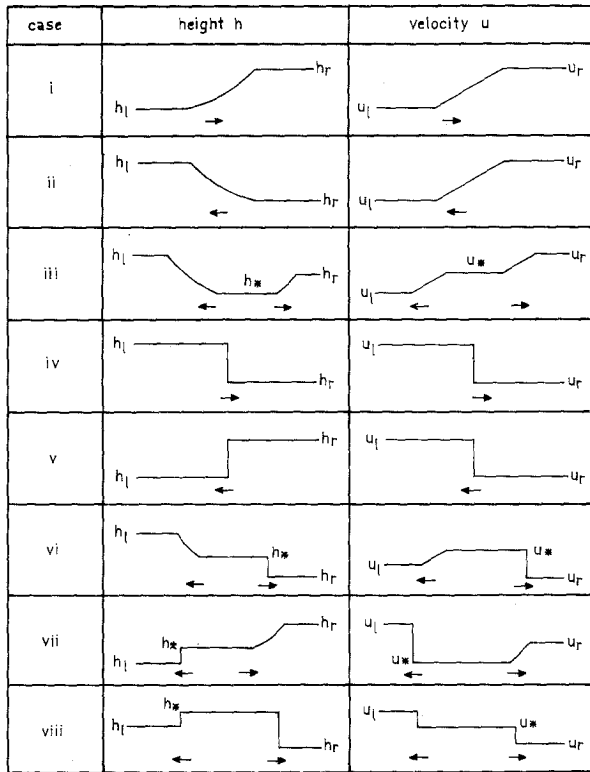 case height h velocity u
i h_l h_r u_l u_r
ii h_l h_r u_l u_r
iii h_l h* h_r u_l u* u_r
iv h_l h_r u_l u_r
v h_l h_r u_l u_r
vi h_l h* h_r u_l u* u_r
vii h_l h* h_r u_l u* u_r
viii h_l h* h_r u_l u* u_r